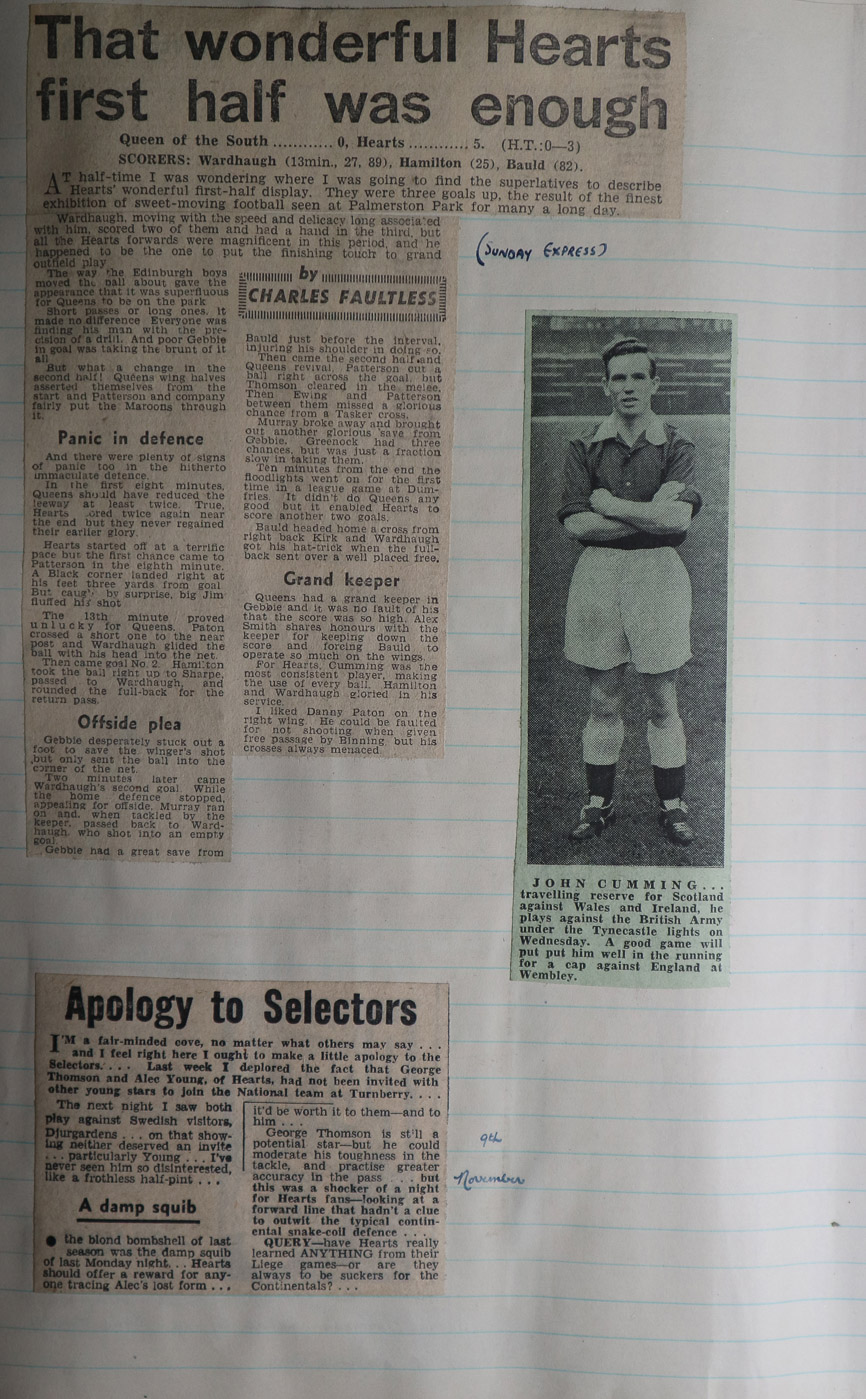 That wonderful Hearts
first half was enough
Queen of the South ............ 0, Hearts ............ 5. (H.T.:0—3)
SCORERS: Wardhaugh (13min., 27, 89), Hamilton (25), Bauld (82).
AT half-time I was wondering where I was going to find the superlatives to describe
Hearts' wonderful first-half display. They were three goals up, the result of the finest
exhibition of sweet-moving football seen at Palmerston Park for many a long day.
Wardhaugh, moving with the speed and delicacy long associated
with him, scored two of them and had a hand in the third, but
all the Hearts forwards were magnificent in this period, and he
happened to be the one to put the finishing touch to grand
outfield play
The way the Edinburgh boys
moved the ball about gave the
appearance that it was superfluous
for Queens to be on the park
Short passes or long ones, it
made no difference Everyone was
finding his man with the pre-
cision of a drill. And poor Gebbie
in goal was taking the brunt of it
all
But what a change in the
second half! Queens wing halves
asserted themselves from the
start and Patterson and company
fairly put the Maroons through
it.
Panic in defence
And there were plenty of signs
of panic too in the hitherto
immaculate defence.
In the first eight minutes,
Queens should have reduced the
leeway at least twice. True,
Hearts ored twice again near
the end but they never regained
their earlier glory.
Hearts started off at a terrific
pace but the first chance came to
Patterson in the eighth minute.
A Black corner landed right at
his feet three yards from goal
But caug by surprise, big Jim
fluffed his shot
The 13th minute proved
unlucky for Queens. Paton
crossed a short one to the near
post and Wardhaugh glided the
ball with his head into the net.
Then came goal No. 2. Hamilton
took the ball right up to Sharpe,
passed to Wardhaugh, and
rounded the full-back for the
return pass.
Offside plea
Gebbie desperately stuck out a
foot to save the winger's shot
but only sent the ball into the
corner of the net.
Two minutes later came
Wardhaugh's second goal. While
the home defence stopped,
appealing for offside, Murray ran
on and, when tackled by the
keeper, passed back to Ward-
haugh, who shot into an empty
goal.
Gebbie had a great save from
by
CHARLES FAULTLESS
Bauld just before the interval,
injuring his shoulder in doing so.
Then came the second half and
Queens revival. Patterson cut a
ball right across the goal, but
Thomson cleared in the melee.
Then Ewing and Patterson
between them missed a glorious
chance from a Tasker cross.
Murray broke away and brought
out another glorious save from
Gebbie. Greenock had three
chances, but was just a fraction
slow in taking them.
Ten minutes from the end the
floodlights went on for the first
time in a league game at Dum-
fries. It didn't do Queens any
good but it enabled Hearts to
score another two goals.
Bauld headed home a cross from
right back Kirk and Wardhaugh
got his hat-trick when the full-
back sent over a well placed free.
Grand keeper
Queens had a grand keeper in
Gebbie and it was no fault of his
that the score was so high. Alex
Smith shares honours with the
keeper for keeping down the
score and forcing Bauld to
operate so much on the wings.
For Hearts, Cumming was the
most consistent player, making
the use of every ball. Hamilton
and Wardhaugh gloried in his
service.
I liked Danny Paton on the
right wing. He could be faulted
for not shooting when given
free passage by Binning, but his
crosses always menaced.
(SUNDAY EXPRESS)
JOHN CUMMING...
travelling reserve for Scotland
against Wales and Ireland, he
plays against the British Army
under the Tynecastle lights on
Wednesday. A good game will
put put him well in the running
for a cap against England at
Wembley.
Apology to Selectors
I'M a fair-minded cove, no matter what others may say . . .
and I feel right here I ought to make a little apology to the
Selectors. . . . Last week I deplored the fact that George
Thomson and Alec Young, of Hearts, had not been invited with
other young stars to join the National team at Turnberry. . . .
The next night I saw both
play against Swedish visitors,
Djurgardens . . . on that show-
ing neither deserved an invite
. . . particularly Young . . . I've
never seen him so disinterested,
like a frothless half-pint . . .
A damp squib
● the blond bombshell of last
season was the damp squib
of last Monday night. . . Hearts
should offer a reward for any-
one tracing Alec's lost form . . .
it'd be worth it to them—and to
him . . .
George Thomson is st'll a
potential star—but he could
moderate his toughness in the
tackle, and practise greater
accuracy in the pass . . . but
this was a shocker of a night
for Hearts fans—looking at a
forward line that hadn't a clue
to outwit the typical contin-
ental snake-coil defence . . .
QUERY—have Hearts really
learned ANYTHING from their
Liege games—or are they
always to be suckers for the
Continentals? . . .
9th
November